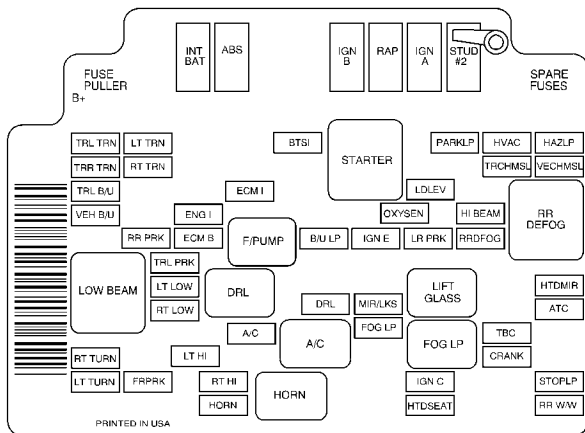 INT BAT
ABS
IGN B
RAP
IGN A
STUD #2
FUSE PULLER
B+
SPARE FUSES
TRL TRN
LT TRN
BTSI
STARTER
PARKLP
HVAC
HAZLP
TRR TRN
RT TRN
TRCHMSL
VECHMSL
TRL B/U
ECM I
LDLEV
RR DEFOG
VEH B/U
ENG I
OXYSEN
HI BEAM
RR PRK
ECM B
F/PUMP
B/U LP
IGN E
LR PRK
RRDFOG
LOW BEAM
TRL PRK
LT LOW
RT LOW
DRL
LIFT GLASS
HTDMIR
ATC
DRL
MIR/LKS
FOG LP
A/C
A/C
FOG LP
TBC
CRANK
RT TURN
LT HI
LT TURN
FRPRK
RT HI
HORN
HORN
IGN C
HTDSEAT
STOPLP
RR W/W
PRINTED IN USA